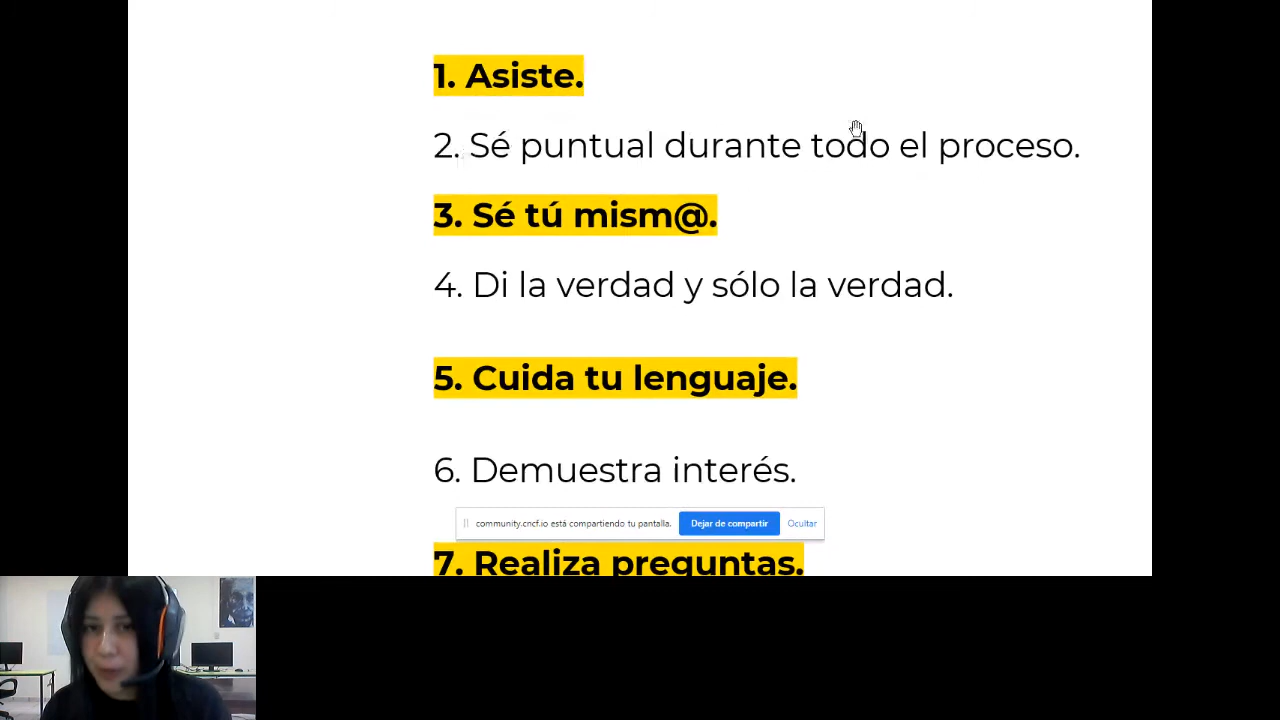 1. Asiste.
2. Sé puntual durante todo el proceso.
3. Sé tú mism@.
4. Di la verdad y sólo la verdad.
5. Cuida tu lenguaje.
6. Demuestra interés.
community.cncf.io está compartiendo tu pantalla. Dejar de compartir Ocultar
7. Realiza preguntas.